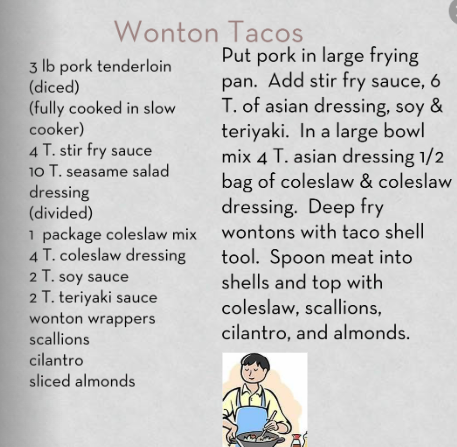 Wonton Tacos
3 lb pork tenderloin
(diced)
(fully cooked in slow
cooker)
4 T. stir fry sauce
10 T. seasame salad
dressing
(divided)
1 package coleslaw mix
4 T. coleslaw dressing
2 T. soy sauce
2 T. teriyaki sauce
wonton wrappers
scallions
cilantro
sliced almonds
Put pork in large frying
pan. Add stir fry sauce, 6
T. of asian dressing, soy &
teriyaki. In a large bowl
mix 4 T. asian dressing 1/2
bag of coleslaw & coleslaw
dressing. Deep fry
wontons with taco shell
tool. Spoon meat into
shells and top with
coleslaw, scallions,
cilantro, and almonds.